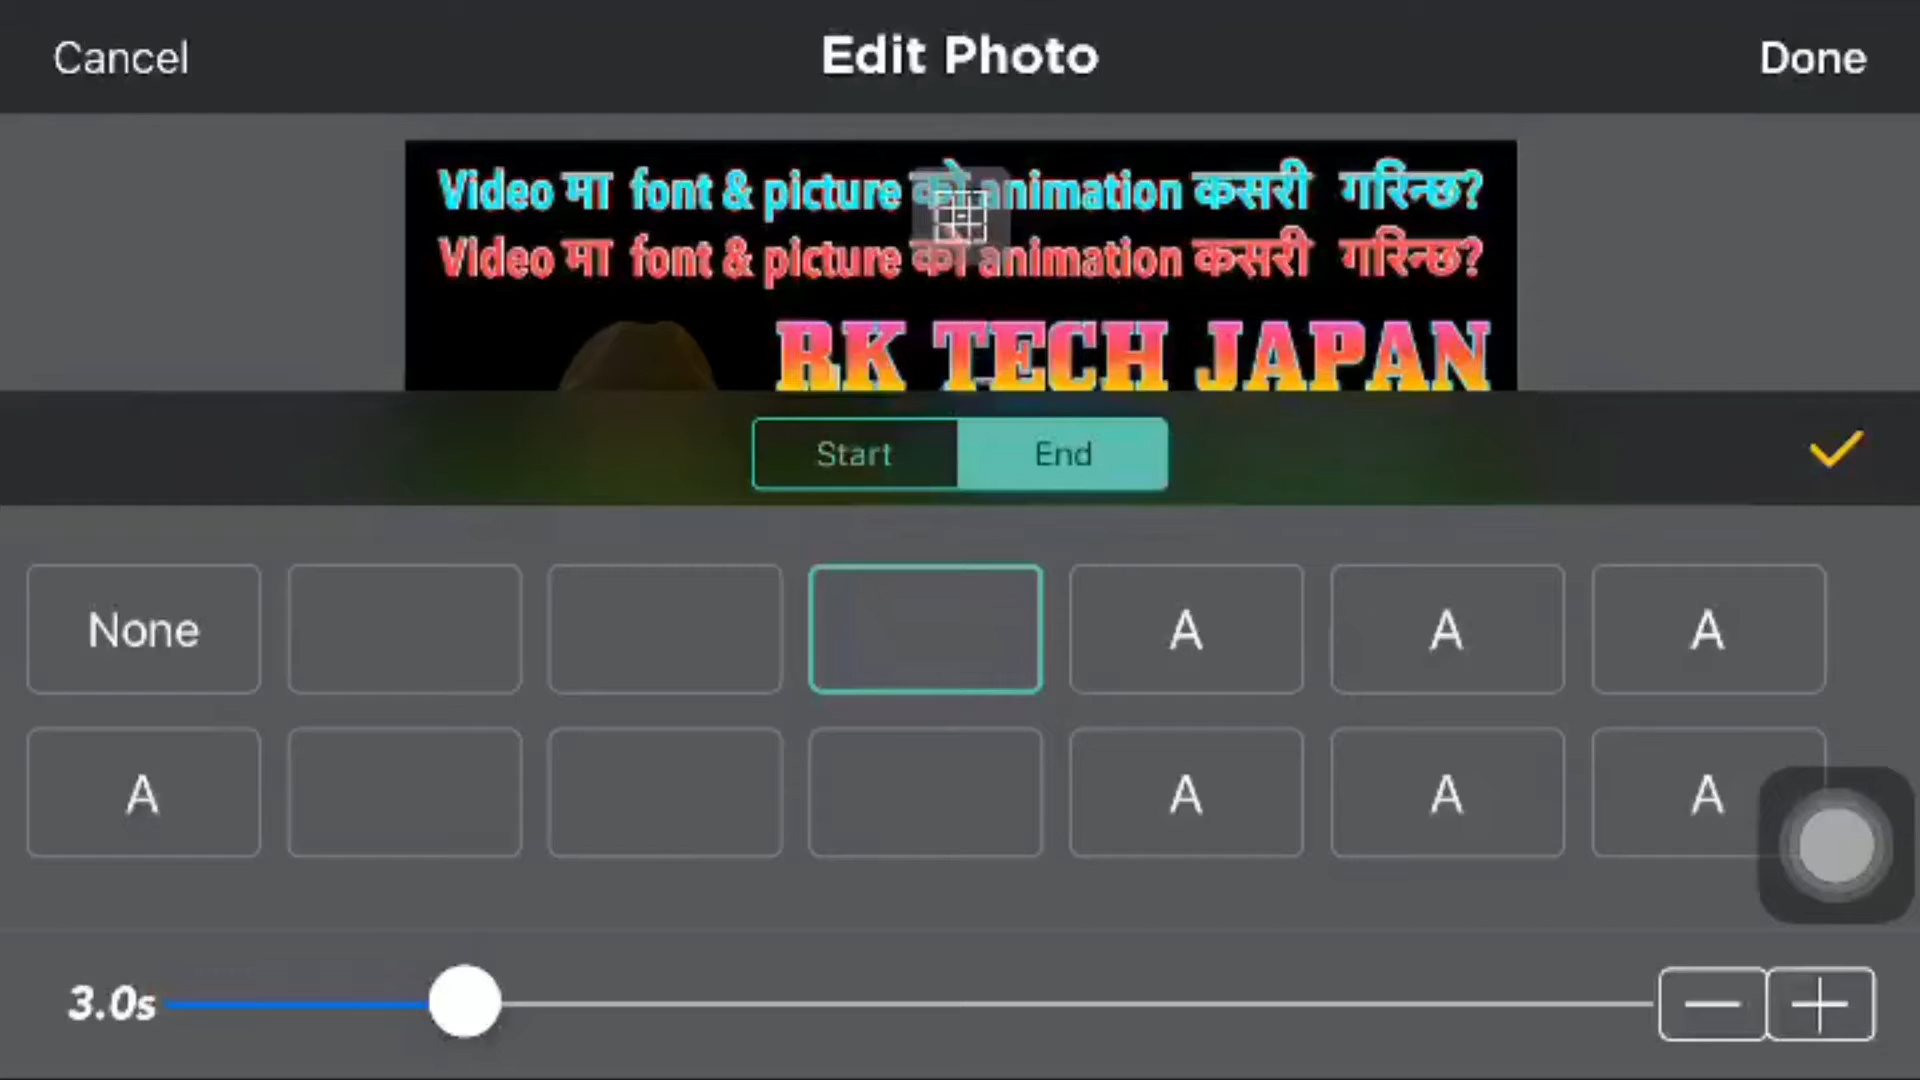 Cancel Edit Photo Done
Video मा font & picture को animation कसरी गरिन्छ?
Video मा font & picture को animation कसरी गरिन्छ?
RK TECH JAPAN
Start End
None A A A
A A A A
3.0s